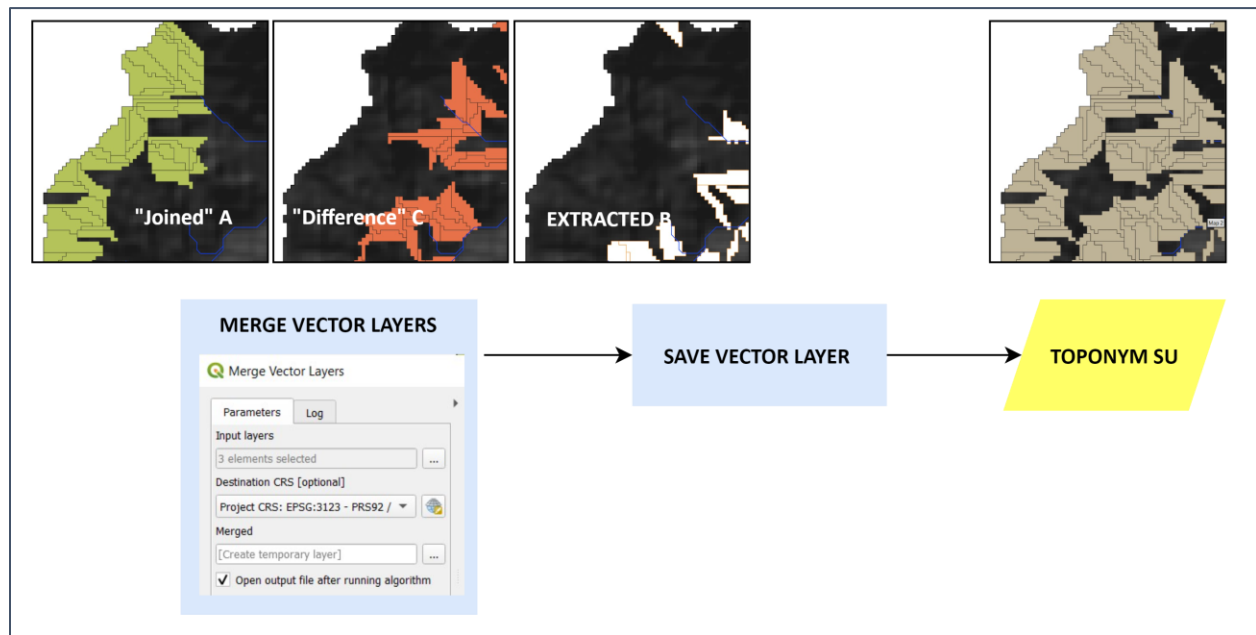 "Joined" A
"Difference" C
EXTRACTED B
MERGE VECTOR LAYERS
Merge Vector Layers
Parameters
Log
Input layers
3 elements selected
...
Destination CRS [optional]
Project CRS: EPSG:3123 - PRS92 /
Merged
[Create temporary layer]
...
Open output file after running algorithm
SAVE VECTOR LAYER
TOPONYM SU